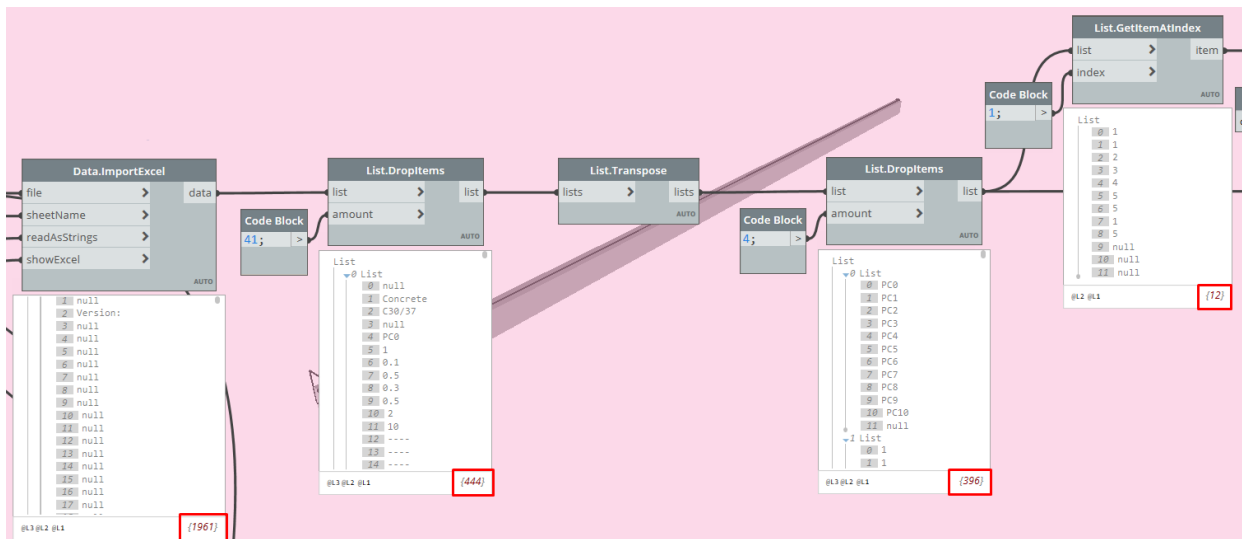 Data.ImportExcel
file > data
sheetName >
readAsStrings >
showExcel >
AUTO
1 null
2 Version:
3 null
4 null
5 null
6 null
7 null
8 null
9 null
10 null
11 null
12 null
13 null
14 null
15 null
16 null
17 null
@L3 @L2 @L1 {1961}
Code Block
41; >
List.DropItems
list > list
amount >
AUTO
List
0 List
0 null
1 Concrete
2 C30/37
3 null
4 PC0
5 1
6 0.1
7 0.5
8 0.3
9 0.5
10 2
11 10
12 ----
13 ----
14 ----
@L3 @L2 @L1 {444}
List.Transpose
lists > lists
AUTO
Code Block
4; >
List.DropItems
list > list
amount >
AUTO
List
0 List
0 PC0
1 PC1
2 PC2
3 PC3
4 PC4
5 PC5
6 PC6
7 PC7
8 PC8
9 PC9
10 PC10
11 null
1 List
0 1
1 1
@L3 @L2 @L1 {396}
Code Block
1; >
List.GetItemAtIndex
list > item
index >
AUTO
List
0 1
1 1
2 2
3 3
4 4
5 5
6 5
7 1
8 5
9 null
10 null
11 null
@L2 @L1 {12}